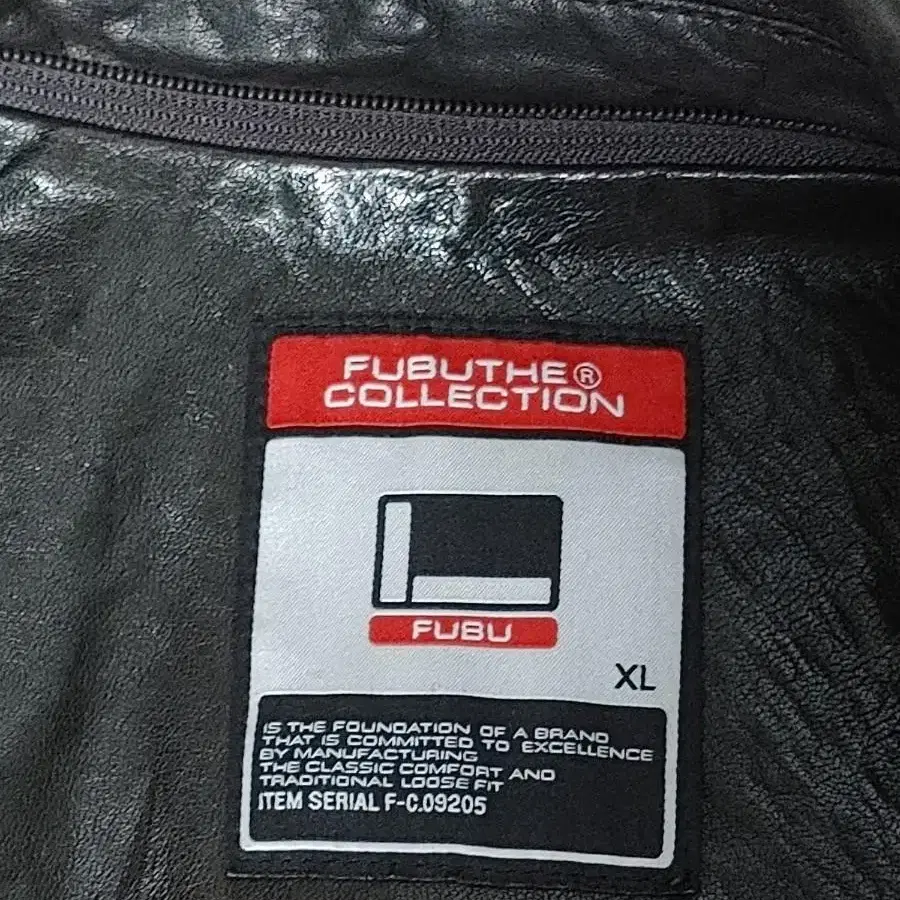 FUBUTHE®
COLLECTION
FUBU
XL
IS THE FOUNDATION OF A BRAND
THAT IS COMMITTED TO EXCELLENCE
BY MANUFACTURING
THE CLASSIC COMFORT AND
TRADITIONAL LOOSE FIT
ITEM SERIAL F-C.09205